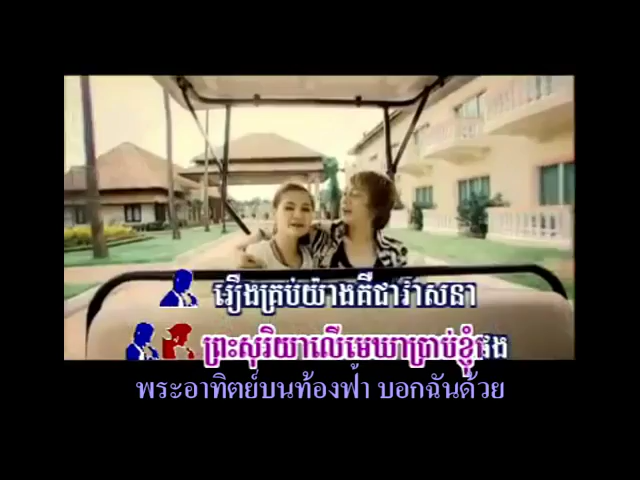 រឿងគ្រប់យ៉ាងគឺជាវាសនា
ព្រះសុរិយាលើមេឃាប្រាប់ខ្ញុំផង
พระอาทิตย์บนท้องฟ้า บอกฉันด้วย